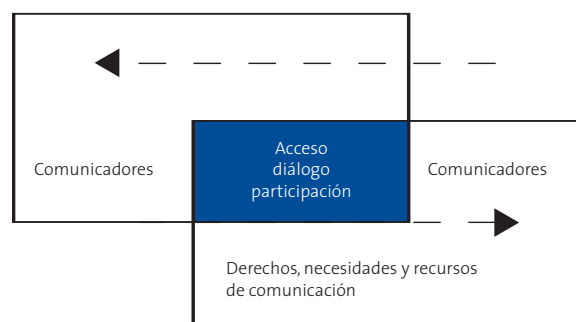 Comunicadores
Acceso
diálogo
participación
Comunicadores
Derechos, necesidades y recursos
de comunicación